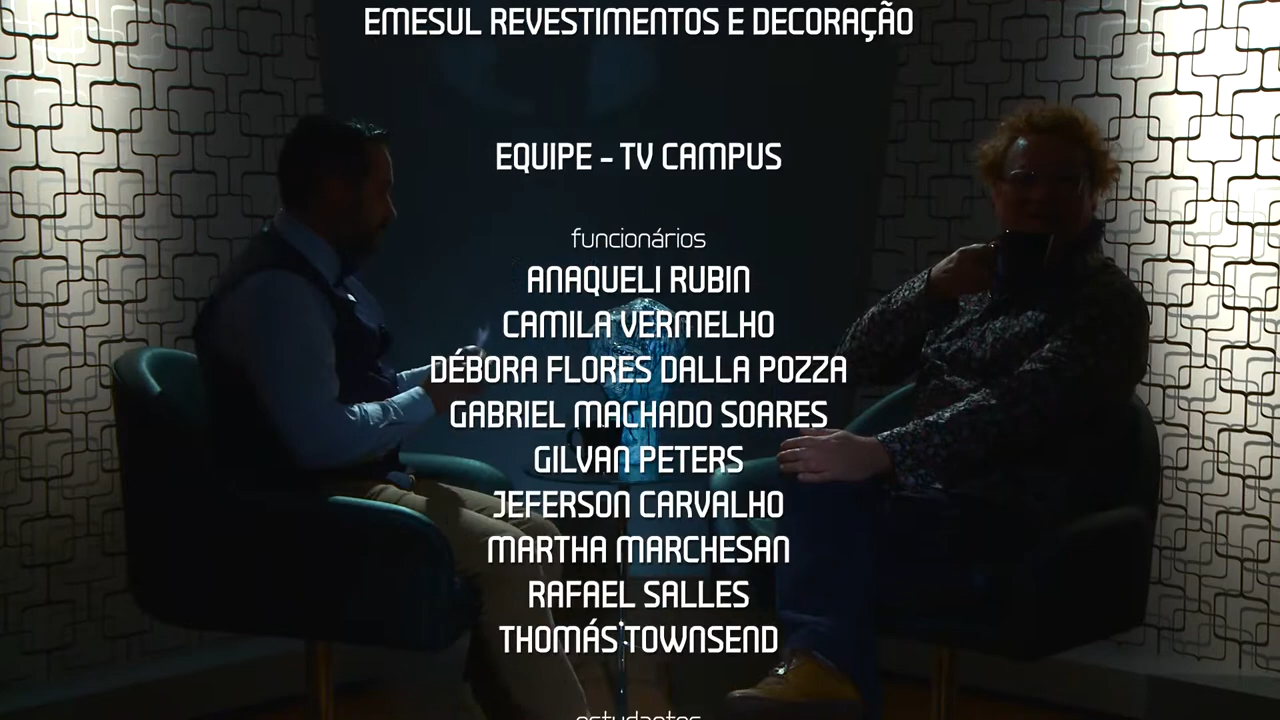 EMESUL REVESTIMENTOS E DECORAÇÃO
EQUIPE - TV CAMPUS
funcionários
ANAQUELI RUBIN
CAMILA VERMELHO
DÉBORA FLORES DALLA POZZA
GABRIEL MACHADO SOARES
GILVAN PETERS
JEFERSON CARVALHO
MARTHA MARCHESAN
RAFAEL SALLES
THOMÁS TOWNSEND
estudantes